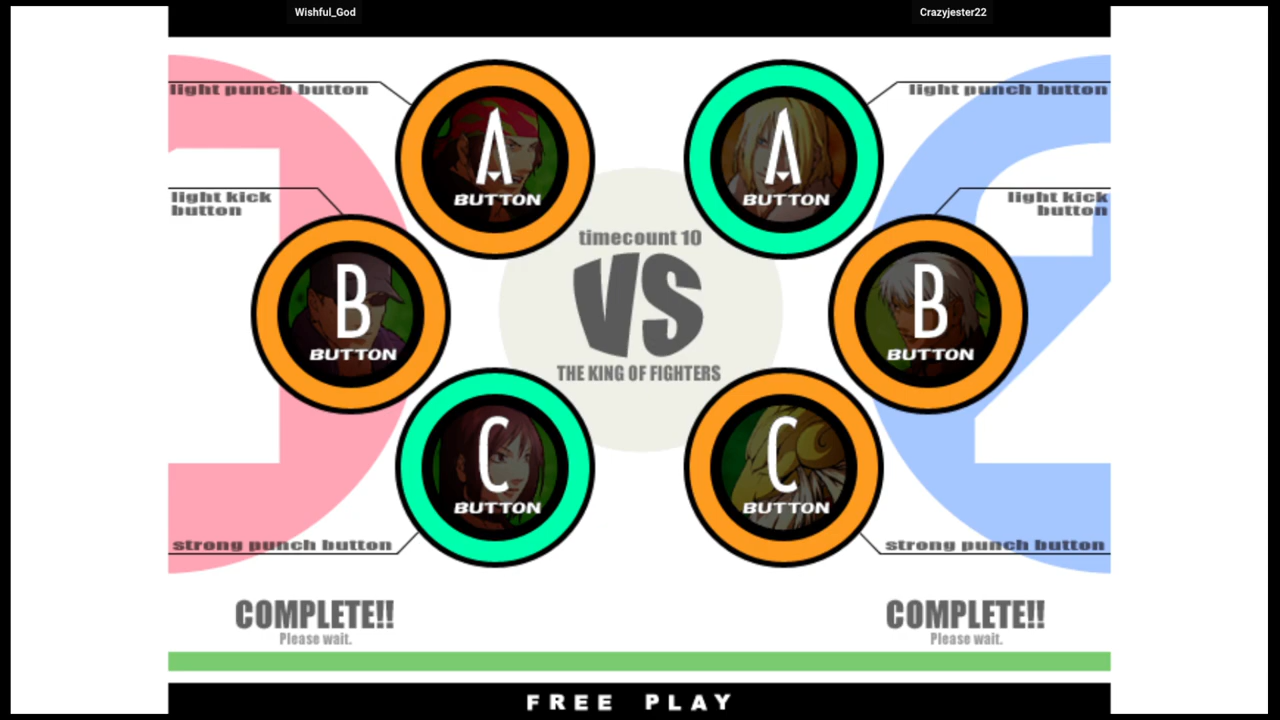 Wishful_God
Crazyjester22
light punch button
light punch button
A
BUTTON
A
BUTTON
light kick
button
light kick
button
timecount 10
VS
THE KING OF FIGHTERS
B
BUTTON
B
BUTTON
C
BUTTON
C
BUTTON
strong punch button
strong punch button
COMPLETE!!
Please wait.
COMPLETE!!
Please wait.
FREE PLAY
1
2